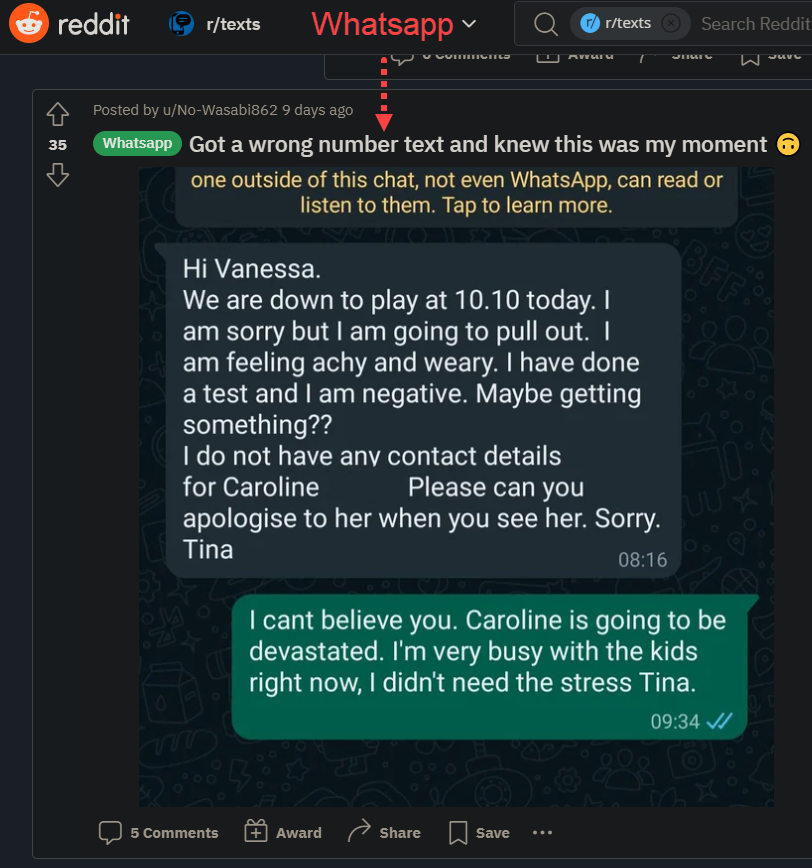 reddit r/texts Whatsapp r/texts Search Reddit
6 Comments Award Share Save
Posted by u/No-Wasabi862 9 days ago
35
Whatsapp Got a wrong number text and knew this was my moment 🙃
one outside of this chat, not even WhatsApp, can read or
listen to them. Tap to learn more.
Hi Vanessa.
We are down to play at 10.10 today. I
am sorry but I am going to pull out. I
am feeling achy and weary. I have done
a test and I am negative. Maybe getting
something??
I do not have any contact details
for Caroline Please can you
apologise to her when you see her. Sorry.
Tina
08:16
I cant believe you. Caroline is going to be
devastated. I'm very busy with the kids
right now, I didn't need the stress Tina.
09:34
5 Comments Award Share Save